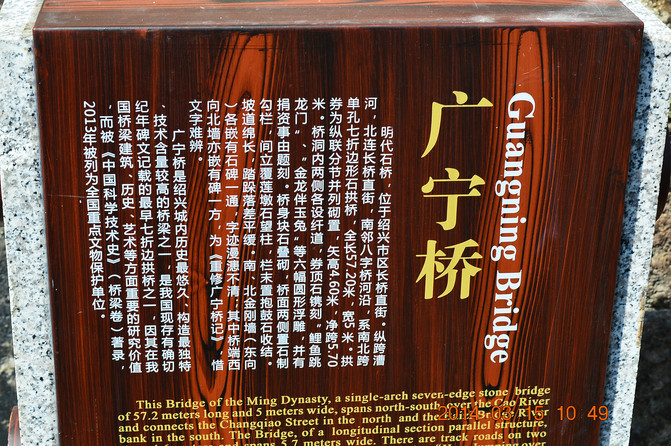 广宁桥
Guangning Bridge
明代石桥，位于绍兴市区长桥直街。纵跨漕
河，北连长桥直街，南邻八字桥河沿，系南北跨
单孔七折边形石拱桥，全长57.20米，宽5米。拱
券为纵联分节并列砌置，矢高4.60米，净跨5.70
米。桥洞内两侧各设纤道，券顶石镌刻“鲤鱼跳
龙门”、“金龙伴玉兔”等六幅圆形浮雕，并有
捐资事由题刻。桥身块石叠砌，桥面两侧置石制
勾栏，间立覆莲墩石望柱，栏末置抱鼓石收结。
坡道绵长，踏跺落差平缓。南、北金刚墙（东向
）各嵌有石碑一通，字迹漫漶不清；其中桥端西
向北墙亦嵌有碑一方，为《重修广宁桥记》，惜
文字难辨。
广宁桥是绍兴城内历史最悠久、构造最独特
、技术含量较高的桥梁之一，是我国现存有确切
纪年碑文记载的最早七折边拱桥之一，因其在我
国桥梁建筑、历史、艺术等方面重要的研究价值
，而被《中国科学技术史》（桥梁卷）著录，
2013年被列为全国重点文物保护单位。
This Bridge of the Ming Dynasty, a single-arch seven-edge stone bridge
of 57.2 meters long and 5 meters wide, spans north-south over the Cao River
and connects the Changqiao Street in the north and the Bazi Bridge River
bank in the south. The Bridge, of a longitudinal section parallel structure,
and spans 5.7 meters wide. There are track roads on two
2014 03 15 10 49